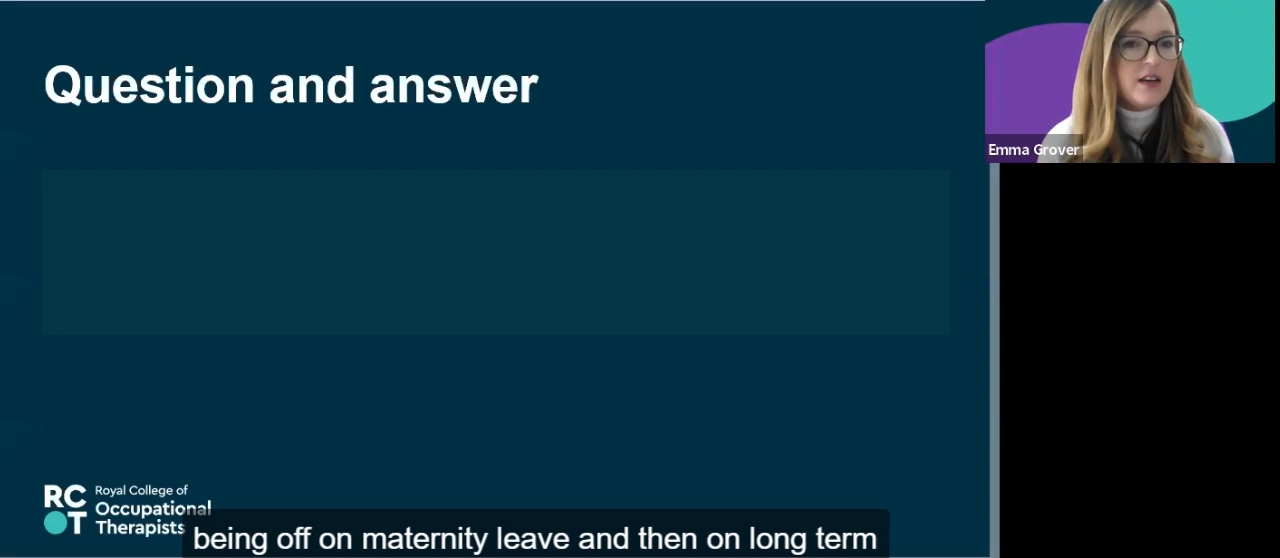 Question and answer
Emma Grover
RC
OT
Royal College of
Occupational
Therapists
being off on maternity leave and then on long term